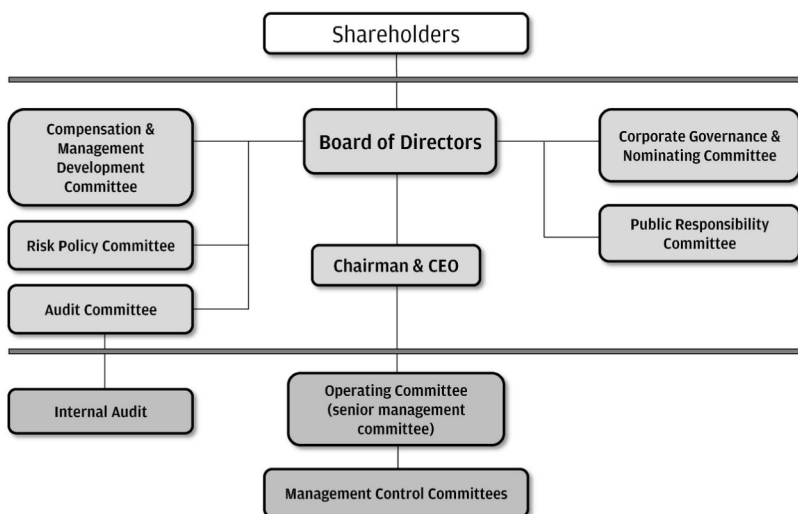 Shareholders
Compensation &
Management
Development
Committee
Board of Directors
Corporate Governance &
Nominating Committee
Risk Policy Committee
Public Responsibility
Committee
Chairman & CEO
Audit Committee
Internal Audit
Operating Committee
(senior management
committee)
Management Control Committees